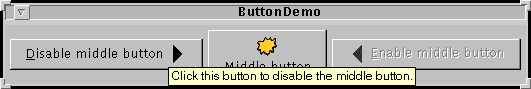 ButtonDemo
Disable middle button
Middle button
Enable middle button
Click this button to disable the middle button.